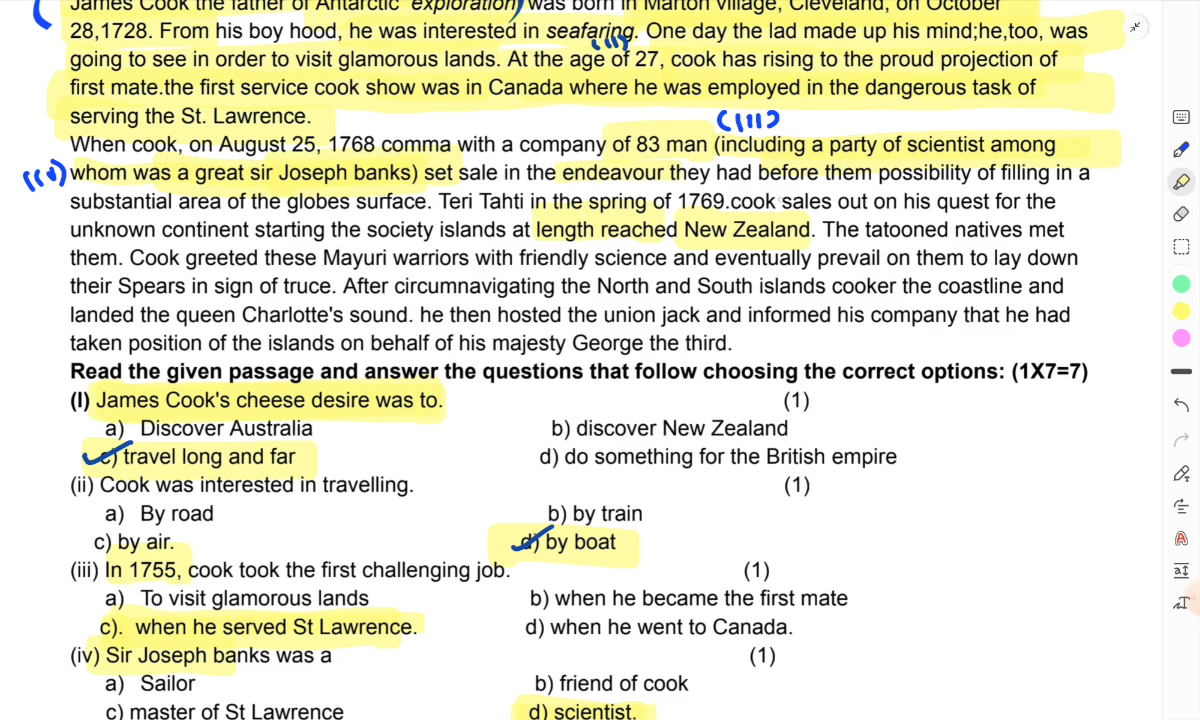 James Cook the father of Antarctic exploration) was born in Marton village, Cleveland, on October
28,1728. From his boy hood, he was interested in seafaring. One day the lad made up his mind;he,too, was
going to see in order to visit glamorous lands. At the age of 27, cook has rising to the proud projection of
first mate.the first service cook show was in Canada where he was employed in the dangerous task of
serving the St. Lawrence.
When cook, on August 25, 1768 comma with a company of 83 man (including a party of scientist among
whom was a great sir Joseph banks) set sale in the endeavour they had before them possibility of filling in a
substantial area of the globes surface. Teri Tahti in the spring of 1769.cook sales out on his quest for the
unknown continent starting the society islands at length reached New Zealand. The tatooned natives met
them. Cook greeted these Mayuri warriors with friendly science and eventually prevail on them to lay down
their Spears in sign of truce. After circumnavigating the North and South islands cooker the coastline and
landed the queen Charlotte's sound. he then hosted the union jack and informed his company that he had
taken position of the islands on behalf of his majesty George the third.
Read the given passage and answer the questions that follow choosing the correct options: (1X7=7)
(I) James Cook's cheese desire was to. (1)
a) Discover Australia b) discover New Zealand
c) travel long and far d) do something for the British empire
(ii) Cook was interested in travelling. (1)
a) By road b) by train
c) by air. d) by boat
(iii) In 1755, cook took the first challenging job. (1)
a) To visit glamorous lands b) when he became the first mate
c). when he served St Lawrence. d) when he went to Canada.
(iv) Sir Joseph banks was a (1)
a) Sailor b) friend of cook
c) master of St Lawrence d) scientist.